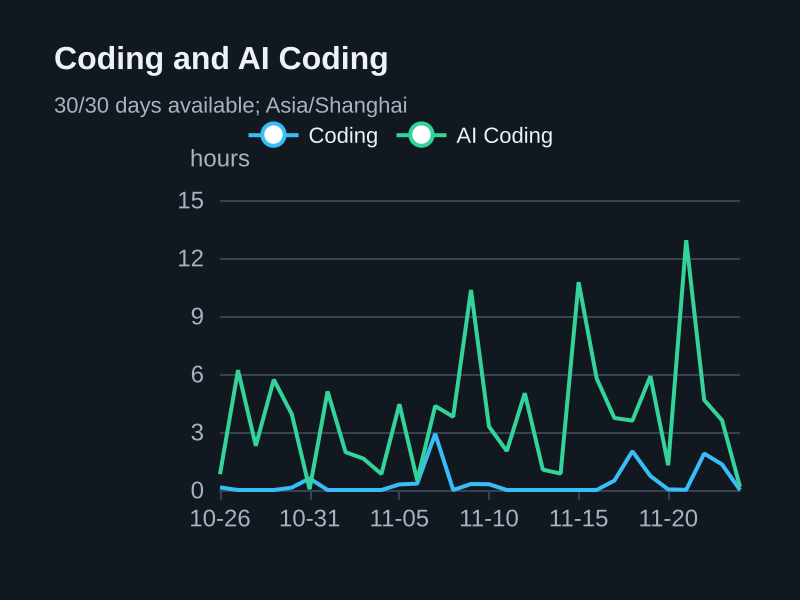 Coding and AI Coding
30/30 days available; Asia/Shanghai
Coding AI Coding
hours
15
12
9
6
3
0
10-26 10-31 11-05 11-10 11-15 11-20